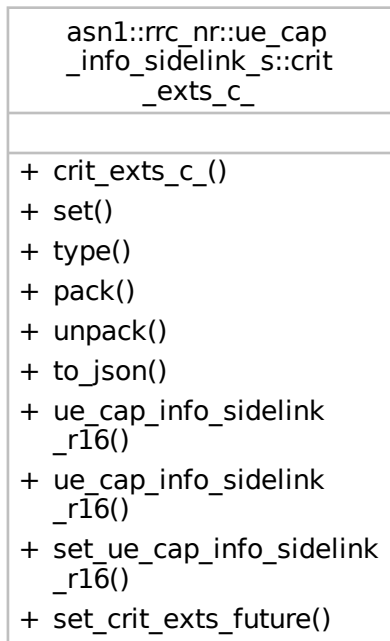 asn1::rrc_nr::ue_cap
_info_sidelink_s::crit
_exts_c_
+ crit_exts_c_()
+ set()
+ type()
+ pack()
+ unpack()
+ to_json()
+ ue_cap_info_sidelink
_r16()
+ ue_cap_info_sidelink
_r16()
+ set_ue_cap_info_sidelink
_r16()
+ set_crit_exts_future()